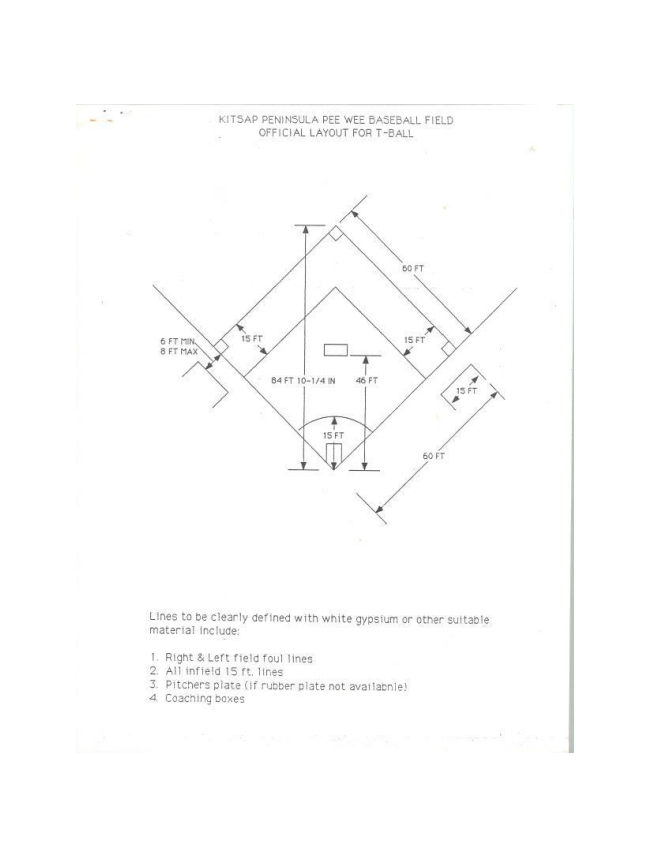 KITSAP PENINSULA PEE WEE BASEBALL FIELD
OFFICIAL LAYOUT FOR T-BALL
60 FT
6 FT MIN
8 FT MAX
15 FT
15 FT
84 FT 10-1/4 IN
46 FT
15 FT
15 FT
60 FT
Lines to be clearly defined with white gypsium or other suitable
material include:
1. Right & Left field foul lines
2. All infield 15 ft. lines
3. Pitchers plate (if rubber plate not availabnle)
4. Coaching boxes